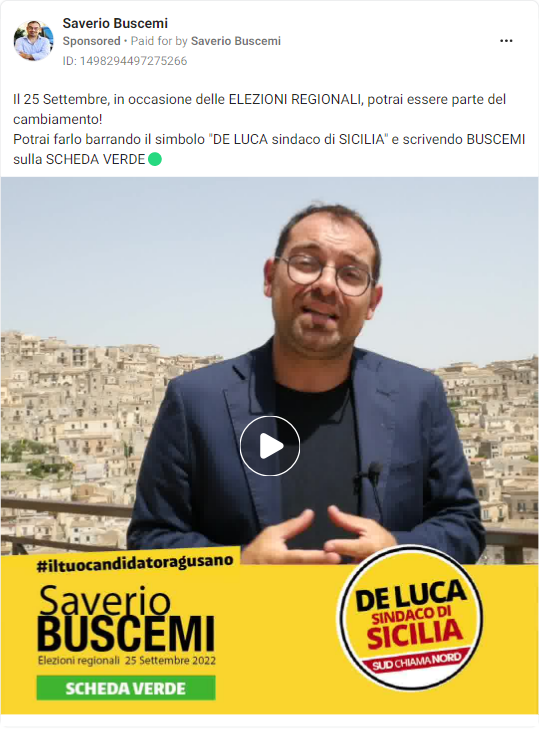 Saverio Buscemi
Sponsored • Paid for by Saverio Buscemi
ID: 1498294497275266
Il 25 Settembre, in occasione delle ELEZIONI REGIONALI, potrai essere parte del
cambiamento!
Potrai farlo barrando il simbolo "DE LUCA sindaco di SICILIA" e scrivendo BUSCEMI
sulla SCHEDA VERDE
#iltuocandidatoragusano
Saverio
BUSCEMI
Elezioni regionali 25 Settembre 2022
SCHEDA VERDE
DE LUCA
SINDACO DI
SICILIA
SUD CHIAMA NORD